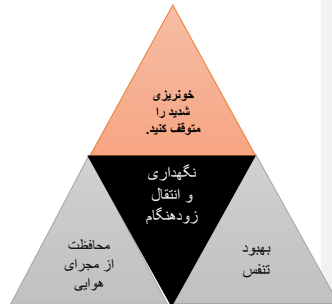 خونریزی
شدید را
متوقف کنید.
نگهداری
و انتقال
زودهنگام
بهبود
تنفس
محافظت
از مجرای
هوایی